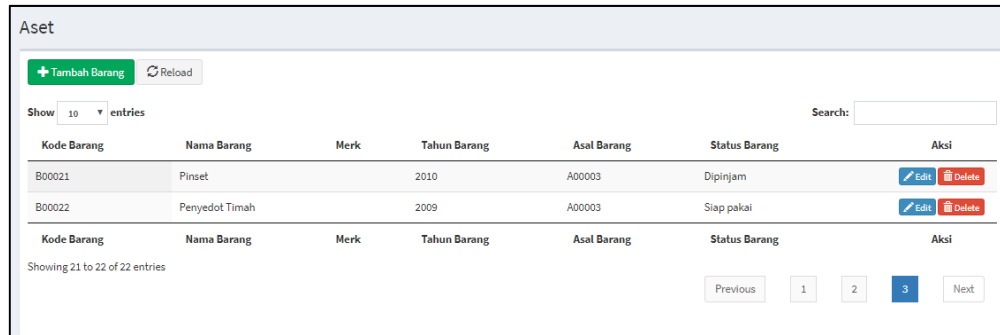 Aset
Tambah Barang Reload
Show 10 entries Search:
Kode Barang Nama Barang Merk Tahun Barang Asal Barang Status Barang Aksi
B00021 Pinset 2010 A00003 Dipinjam Edit Delete
B00022 Penyedot Timah 2009 A00003 Siap pakai Edit Delete
Kode Barang Nama Barang Merk Tahun Barang Asal Barang Status Barang Aksi
Showing 21 to 22 of 22 entries
Previous 1 2 3 Next